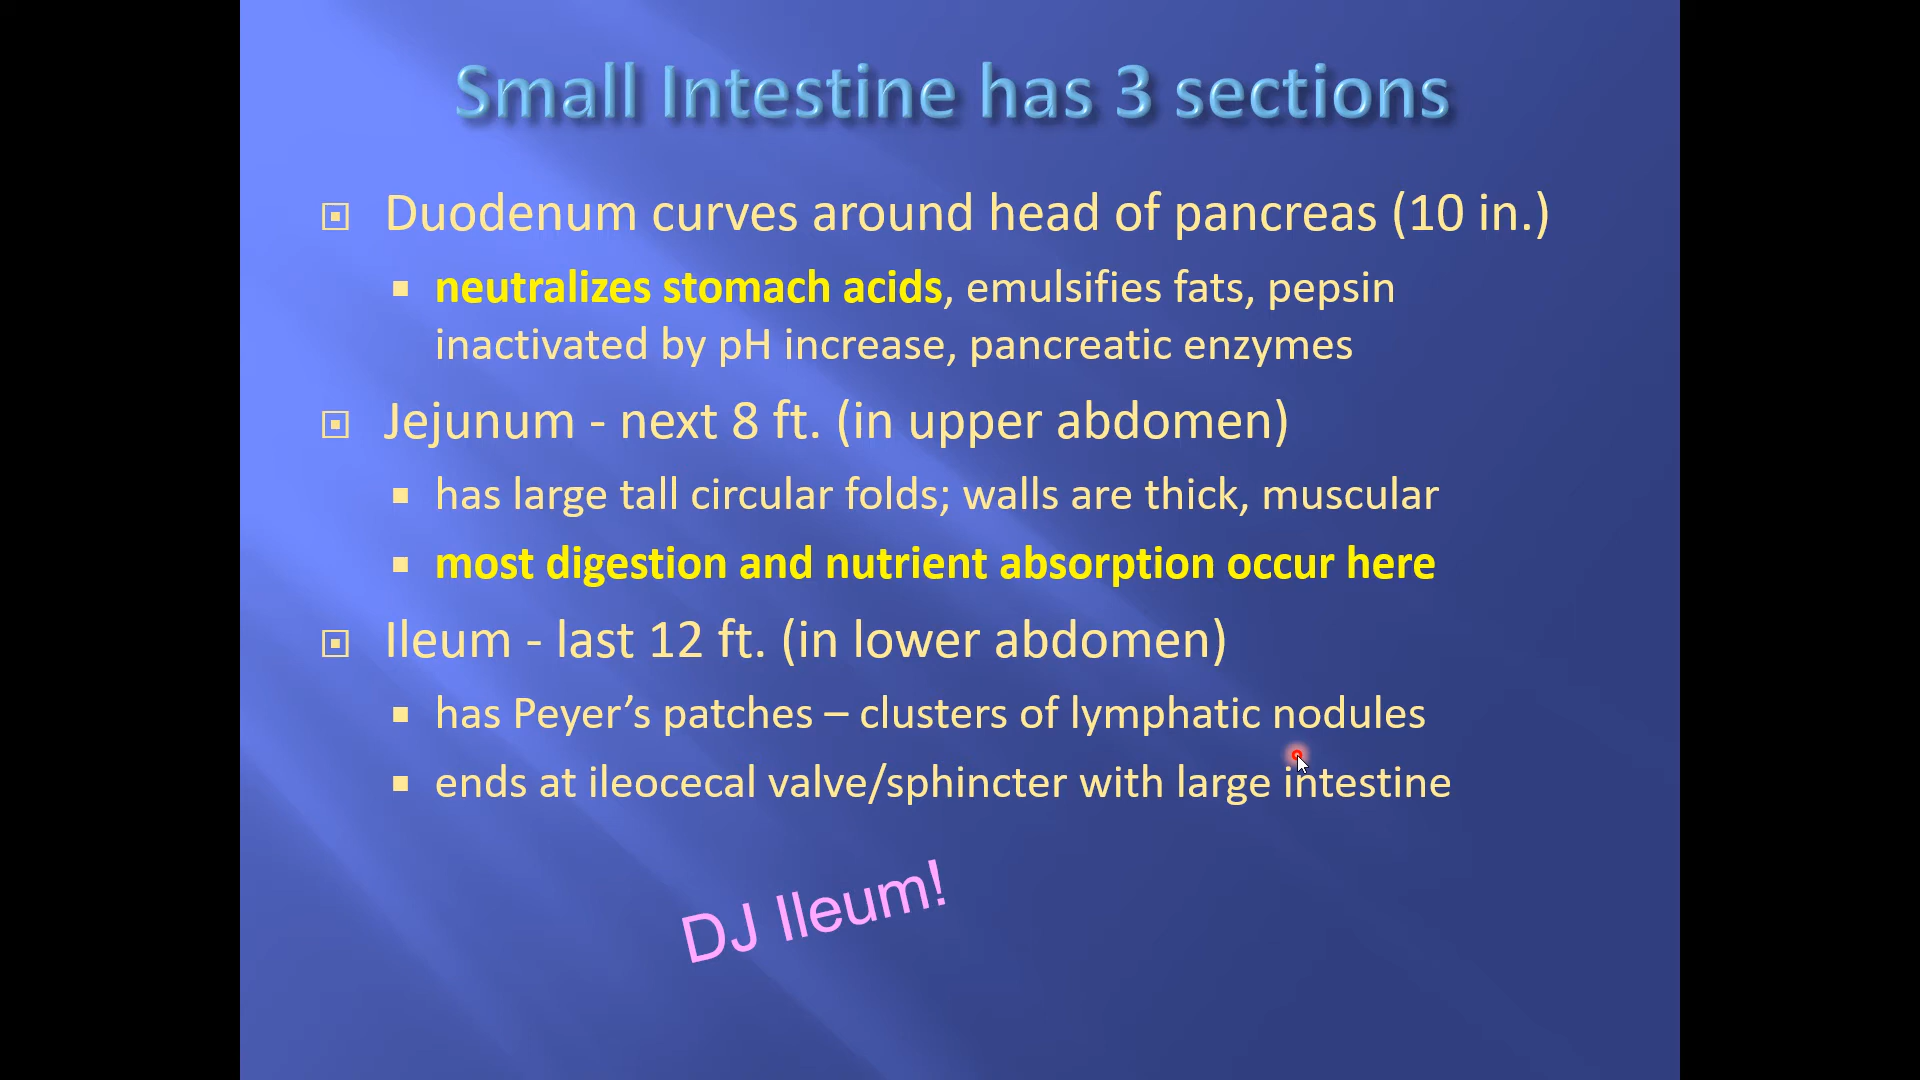 Small Intestine has 3 sections
Duodenum curves around head of pancreas (10 in.)
neutralizes stomach acids, emulsifies fats, pepsin
inactivated by pH increase, pancreatic enzymes
Jejunum - next 8 ft. (in upper abdomen)
has large tall circular folds; walls are thick, muscular
most digestion and nutrient absorption occur here
Ileum - last 12 ft. (in lower abdomen)
has Peyer’s patches – clusters of lymphatic nodules
ends at ileocecal valve/sphincter with large intestine
DJ Ileum!